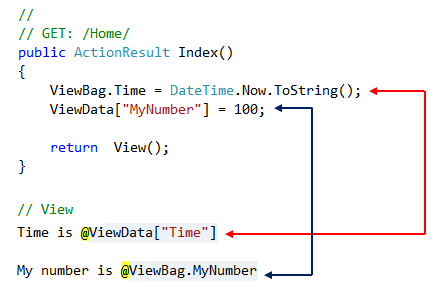 //
// GET: /Home/
public ActionResult Index()
{
ViewBag.Time = DateTime.Now.ToString();
ViewData["MyNumber"] = 100;
return View();
}
// View
Time is @ViewData["Time"]
My number is @ViewBag.MyNumber